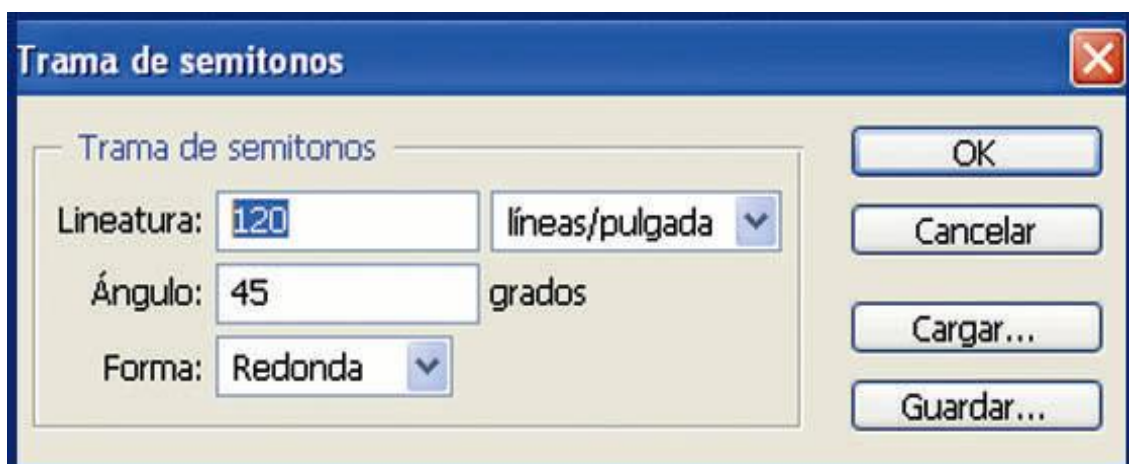 Trama de semitonos
Trama de semitonos
Lineatura: 120 líneas/pulgada
Ángulo: 45 grados
Forma: Redonda
OK
Cancelar
Cargar...
Guardar...